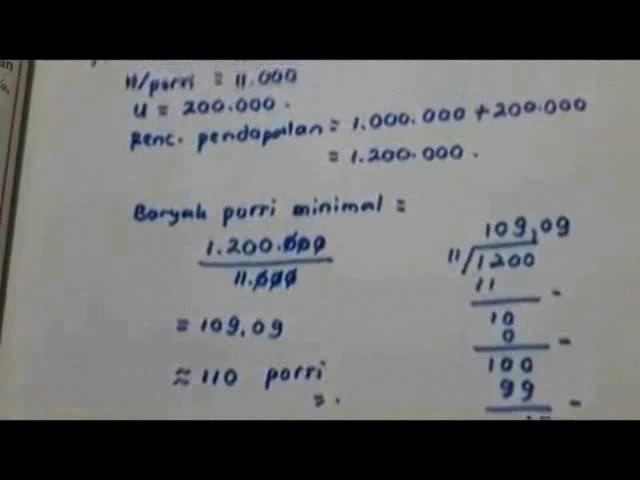 H/porsi = 11.000
U = 200.000.
Renc. pendapatan = 1.000.000 + 200.000
= 1.200.000.
Banyak porsi minimal =
1.200.000
11.000
= 109,09
≈ 110 porsi
109,09
11/1200
11 -
10
0 -
100
99 -